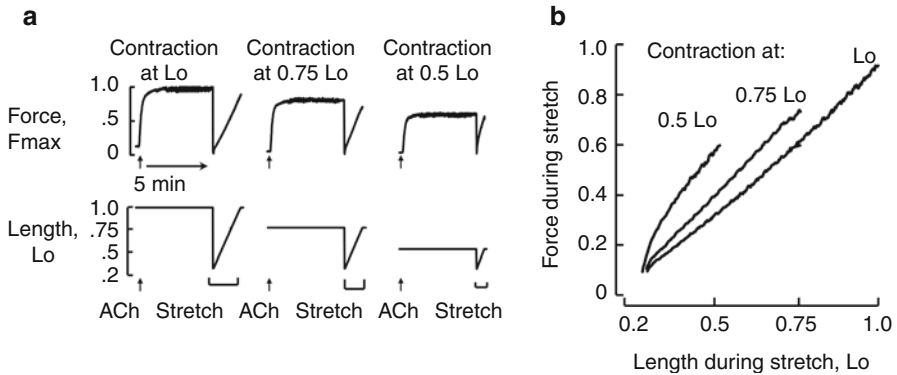 a
Contraction at Lo
Contraction at 0.75 Lo
Contraction at 0.5 Lo
Force, Fmax
1.0
.5
0
5 min
Length, Lo
1.0
.75
.5
.2
ACh Stretch
ACh Stretch
ACh Stretch
b
Contraction at:
Lo
0.75 Lo
0.5 Lo
Force during stretch
1.0
0.8
0.6
0.4
0.2
0
0.2 0.5 0.75 1.0
Length during stretch, Lo